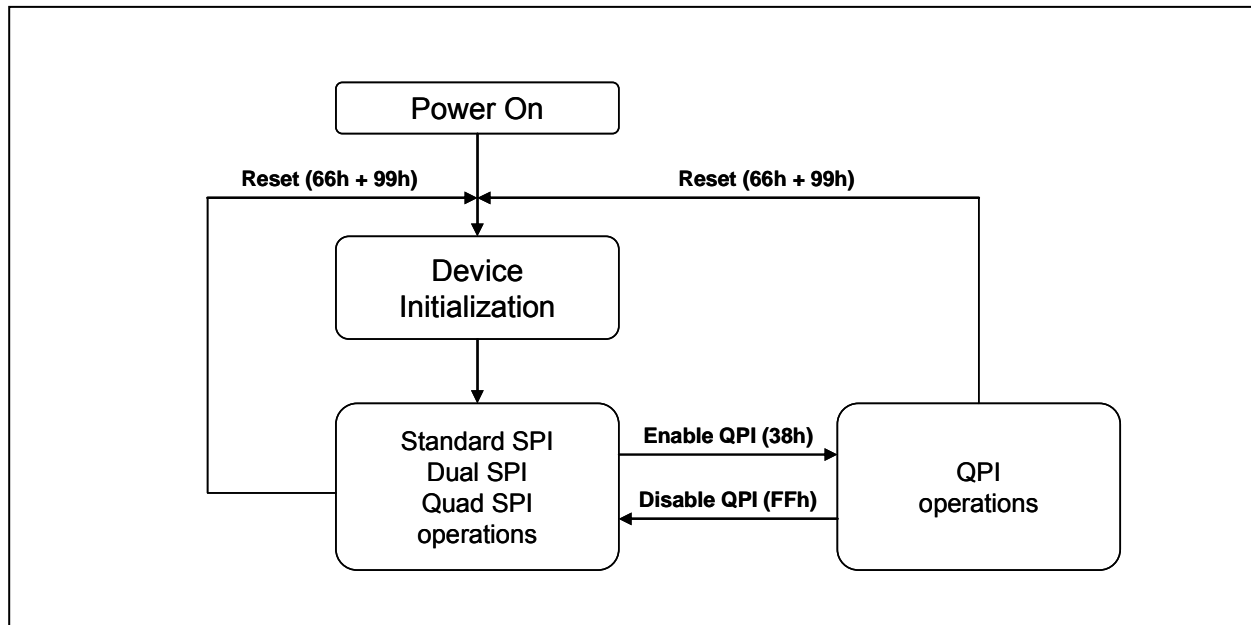 Power On
Reset (66h + 99h)
Reset (66h + 99h)
Device
Initialization
Standard SPI
Dual SPI
Quad SPI
operations
Enable QPI (38h)
Disable QPI (FFh)
QPI
operations